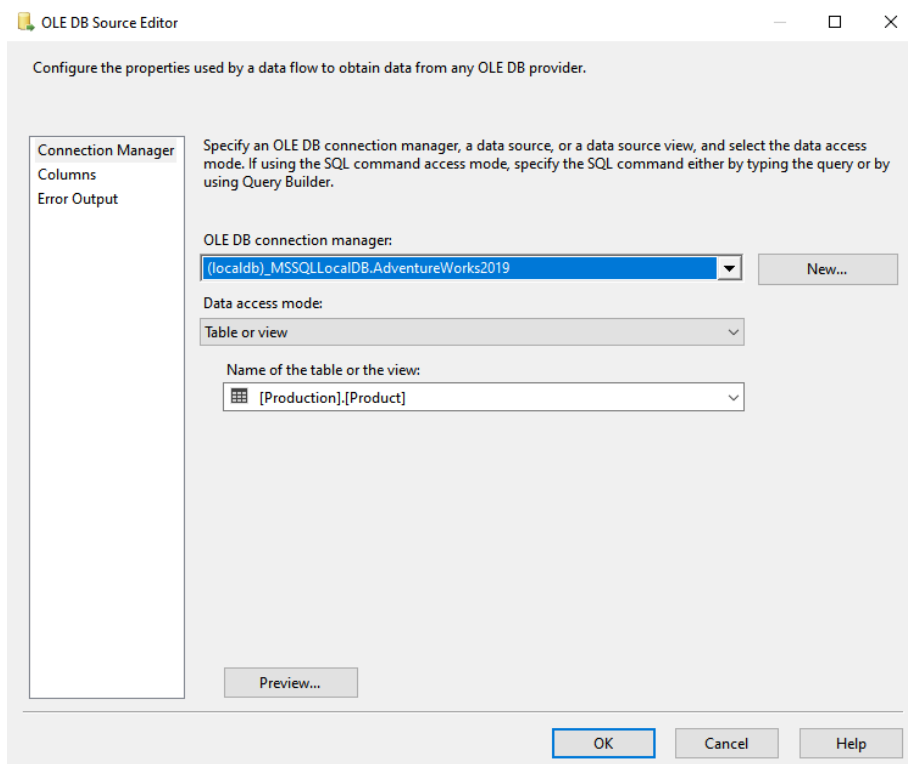 OLE DB Source Editor
Configure the properties used by a data flow to obtain data from any OLE DB provider.
Connection Manager
Columns
Error Output
Specify an OLE DB connection manager, a data source, or a data source view, and select the data access
mode. If using the SQL command access mode, specify the SQL command either by typing the query or by
using Query Builder.
OLE DB connection manager:
(localdb)_MSSQLLocalDB.AdventureWorks2019
New...
Data access mode:
Table or view
Name of the table or the view:
[Production].[Product]
Preview...
OK
Cancel
Help